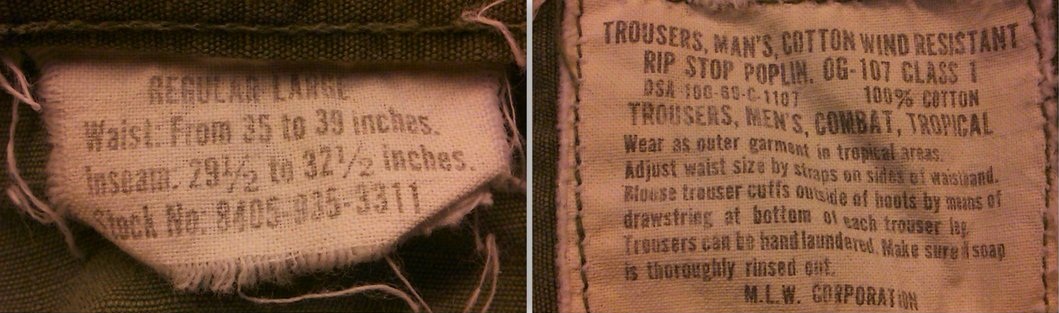 REGULAR LARGE
Waist: From 35 to 39 inches.
Inseam: 29½ to 32½ inches.
Stock No: 8405-935-3311
TROUSERS, MAN'S, COTTON WIND RESISTANT
RIP STOP POPLIN. OG-107 CLASS 1
DSA-100-69-C-1107 100% COTTON
TROUSERS, MEN'S, COMBAT, TROPICAL
Wear as outer garment in tropical areas.
Adjust waist size by straps on sides of waistband.
Blouse trouser cuffs outside of boots by means of
drawstring at bottom of each trouser leg.
Trousers can be hand laundered. Make sure soap
is thoroughly rinsed out.
M.L.W. CORPORATION